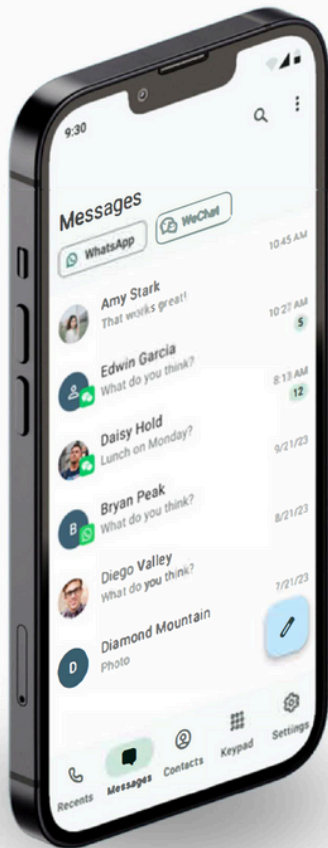 9:30
Messages
WhatsApp
WeChat
Amy Stark
10:45 AM
That works great!
Edwin Garcia
10:27 AM
What do you think?
5
Daisy Hold
8:13 AM
Lunch on Monday?
12
B
Bryan Peak
9/21/23
What do you think?
Diego Valley
8/21/23
What do you think?
D
Diamond Mountain
7/21/23
Photo
Recents
Messages
Contacts
Keypad
Settings